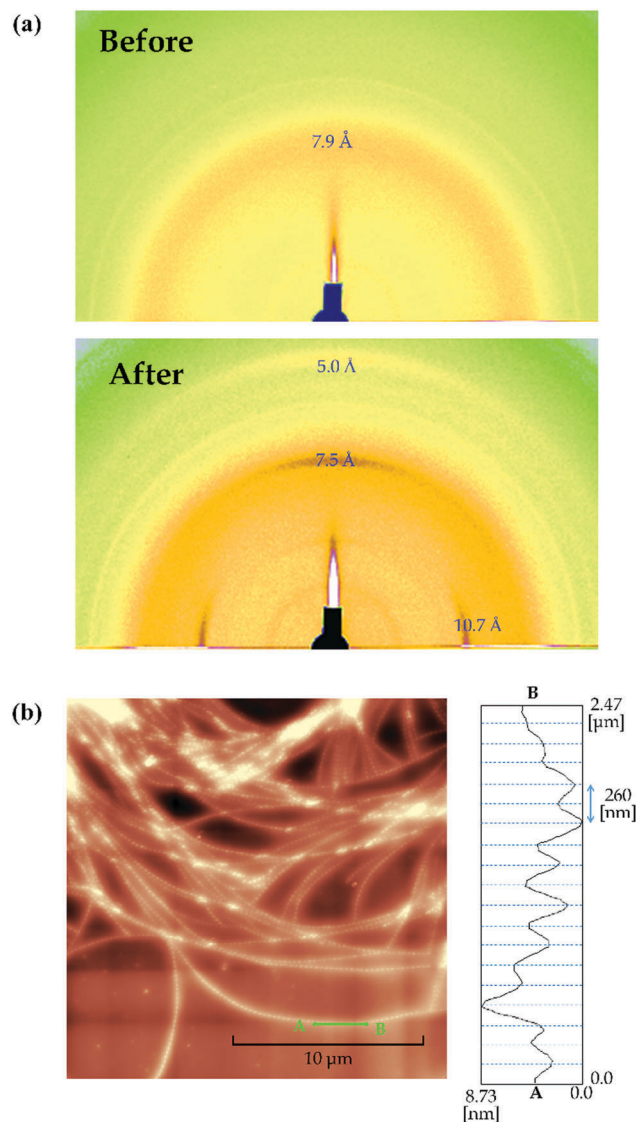 (a)
Before
7.9 Å
After
5.0 Å
7.5 Å
10.7 Å
(b)
B
2.47
[µm]
260
[nm]
A
B
10 µm
0.0
8.73
A
0.0
[nm]